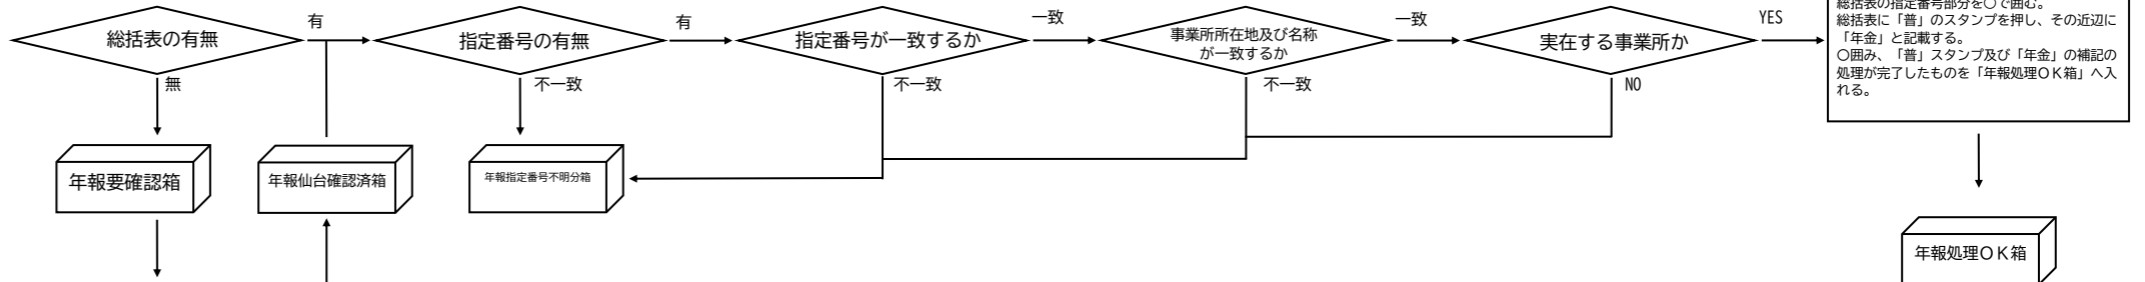 総括表の有無
有
無
指定番号の有無
有
不一致
指定番号が一致するか
一致
不一致
事業所所在地及び名称
が一致するか
一致
不一致
実在する事業所か
YES
NO
総括表の指定番号部分を〇で囲む。
総括表に「普」のスタンプを押し、その近辺に
「年金」と記載する。
〇囲み、「普」スタンプ及び「年金」の補記の
処理が完了したものを「年報処理ＯＫ箱」へ入
れる。
年報要確認箱
年報仙台確認済箱
年報指定番号不明分箱
年報処理ＯＫ箱